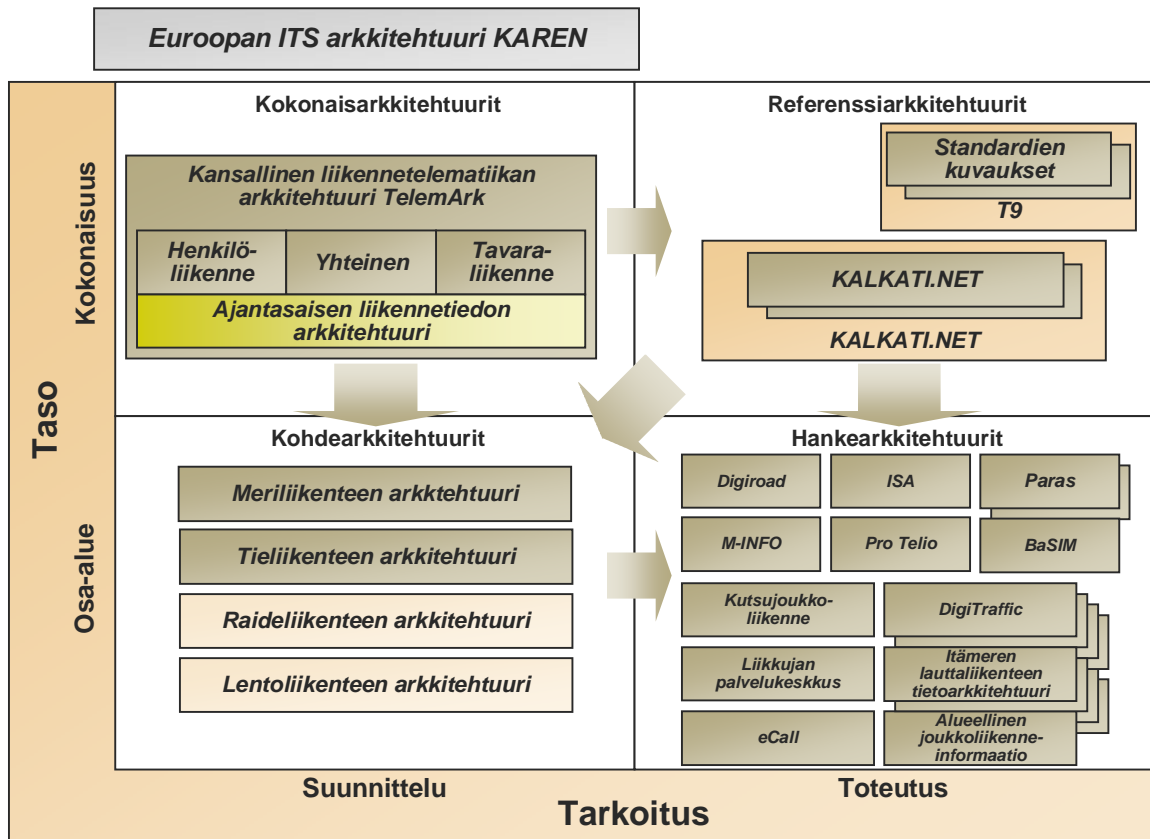 Euroopan ITS arkkitehtuuri KAREN
Taso
Kokonaisuus
Osa-alue
Kokonaisarkkitehtuurit
Kansallinen liikennetelematiikan
arkkitehtuuri TelemArk
Henkilö-
liikenne
Yhteinen
Tavara-
liikenne
Ajantasaisen liikennetiedon
arkkitehtuuri
Referenssiarkkitehtuurit
Standardien
kuvaukset
T9
KALKATI.NET
KALKATI.NET
Kohdearkkitehtuurit
Meriliikenteen arkktehtuuri
Tieliikenteen arkkitehtuuri
Raideliikenteen arkkitehtuuri
Lentoliikenteen arkkitehtuuri
Hankearkkitehtuurit
Digiroad
ISA
Paras
M-INFO
Pro Telio
BaSIM
Kutsujoukko-
liikenne
DigiTraffic
Liikkujan
palvelukeskkus
Itämeren
lauttaliikenteen
tietoarkkitehtuuri
eCall
Alueellinen
joukkoliikenne-
informaatio
Suunnittelu
Toteutus
Tarkoitus